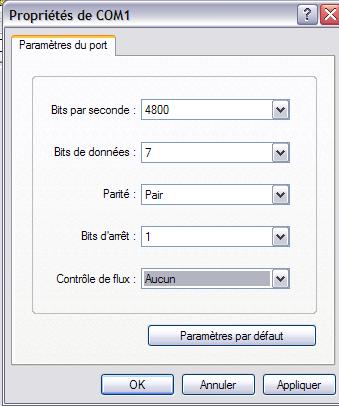 Propriétés de COM1
Paramètres du port
Bits par seconde : 4800
Bits de données : 7
Parité : Pair
Bits d'arrêt : 1
Contrôle de flux : Aucun
Paramètres par défaut
OK Annuler Appliquer